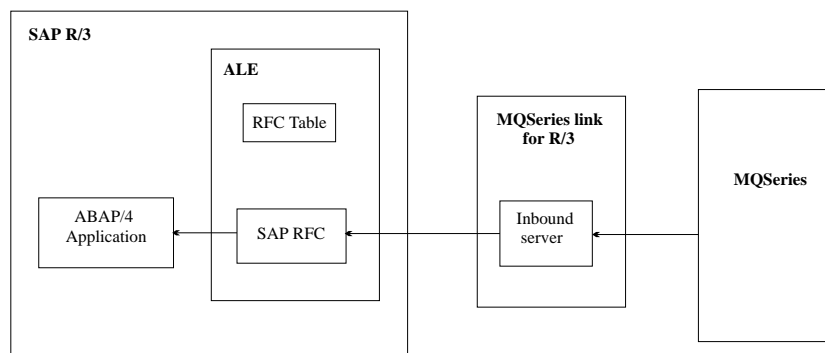 SAP R/3
ALE
RFC Table
MQSeries link
for R/3
MQSeries
ABAP/4
Application
SAP RFC
Inbound
server